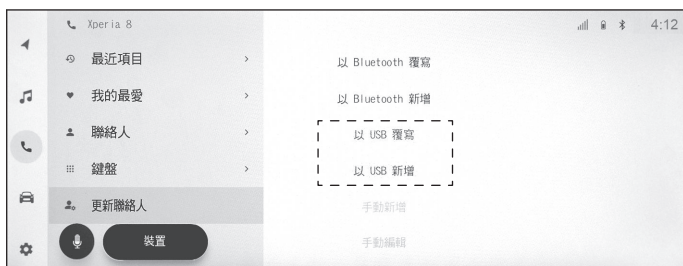 Xperia 8
4:12
最近項目
我的最愛
聯絡人
鍵盤
更新聯絡人
裝置
以 Bluetooth 覆寫
以 Bluetooth 新增
以 USB 覆寫
以 USB 新增
手動新增
手動編輯